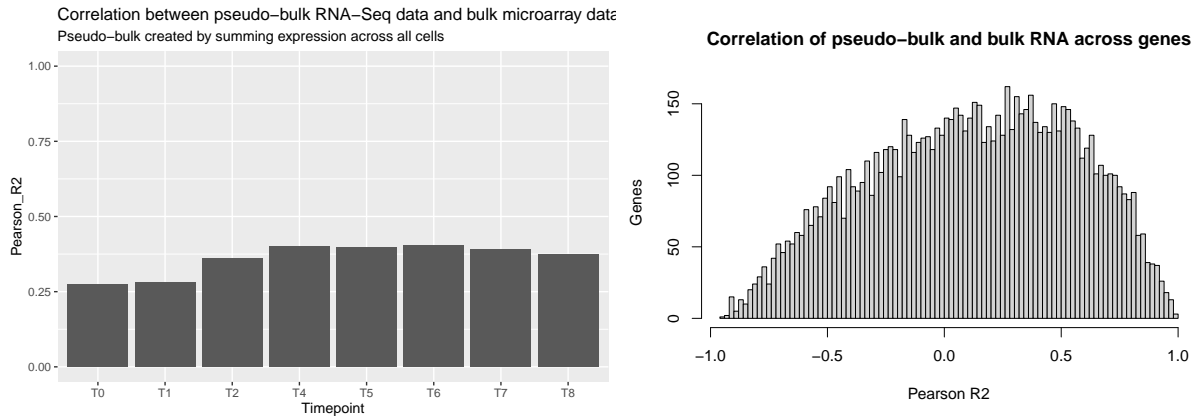 Correlation between pseudo−bulk RNA−Seq data and bulk microarray data
Pseudo−bulk created by summing expression across all cells
1.00
0.75
0.50
0.25
0.00
Pearson_R2
T0 T1 T2 T4 T5 T6 T7 T8
Timepoint
Correlation of pseudo−bulk and bulk RNA across genes
150
100
50
0
Genes
−1.0 −0.5 0.0 0.5 1.0
Pearson R2